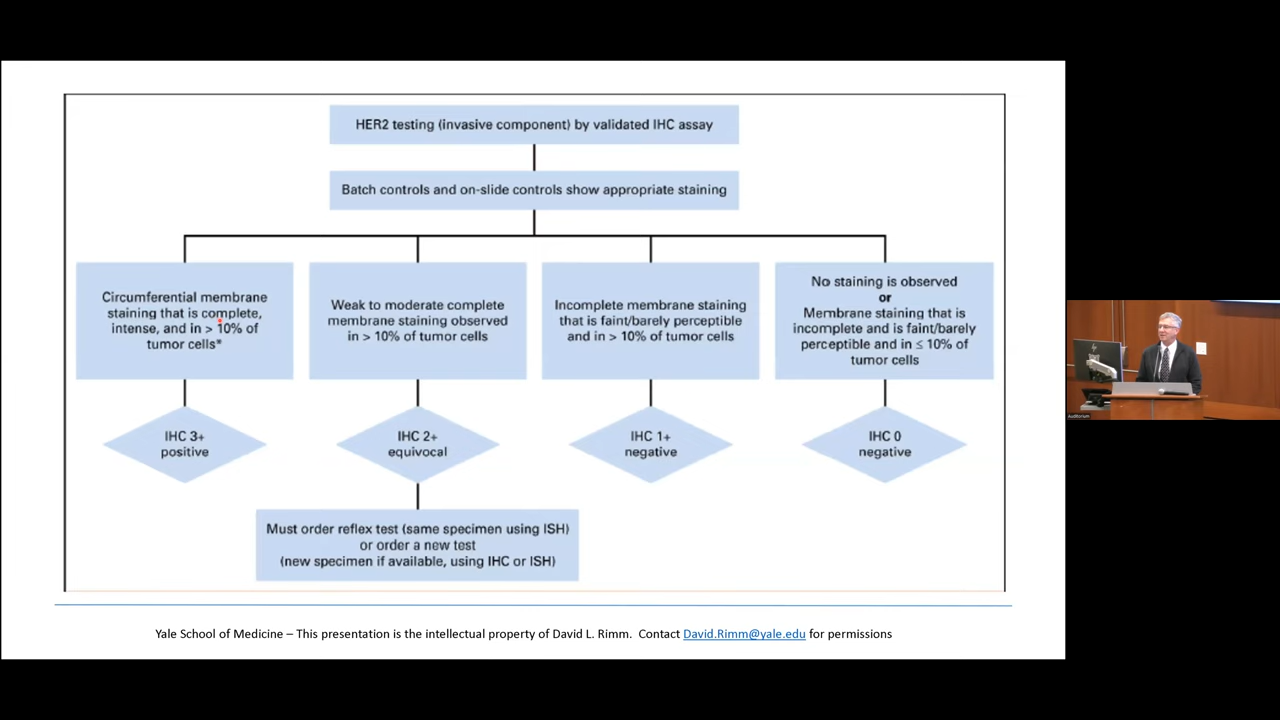 HER2 testing (invasive component) by validated IHC assay
Batch controls and on-slide controls show appropriate staining
Circumferential membrane
staining that is complete,
intense, and in > 10% of
tumor cells*
Weak to moderate complete
membrane staining observed
in > 10% of tumor cells
Incomplete membrane staining
that is faint/barely perceptible
and in > 10% of tumor cells
No staining is observed
or
Membrane staining that is
incomplete and is faint/barely
perceptible and in ≤ 10% of
tumor cells
IHC 3+
positive
IHC 2+
equivocal
IHC 1+
negative
IHC 0
negative
Must order reflex test (same specimen using ISH)
or order a new test
(new specimen if available, using IHC or ISH)
Yale School of Medicine – This presentation is the intellectual property of David L. Rimm.  Contact David.Rimm@yale.edu for permissions
Auditorium